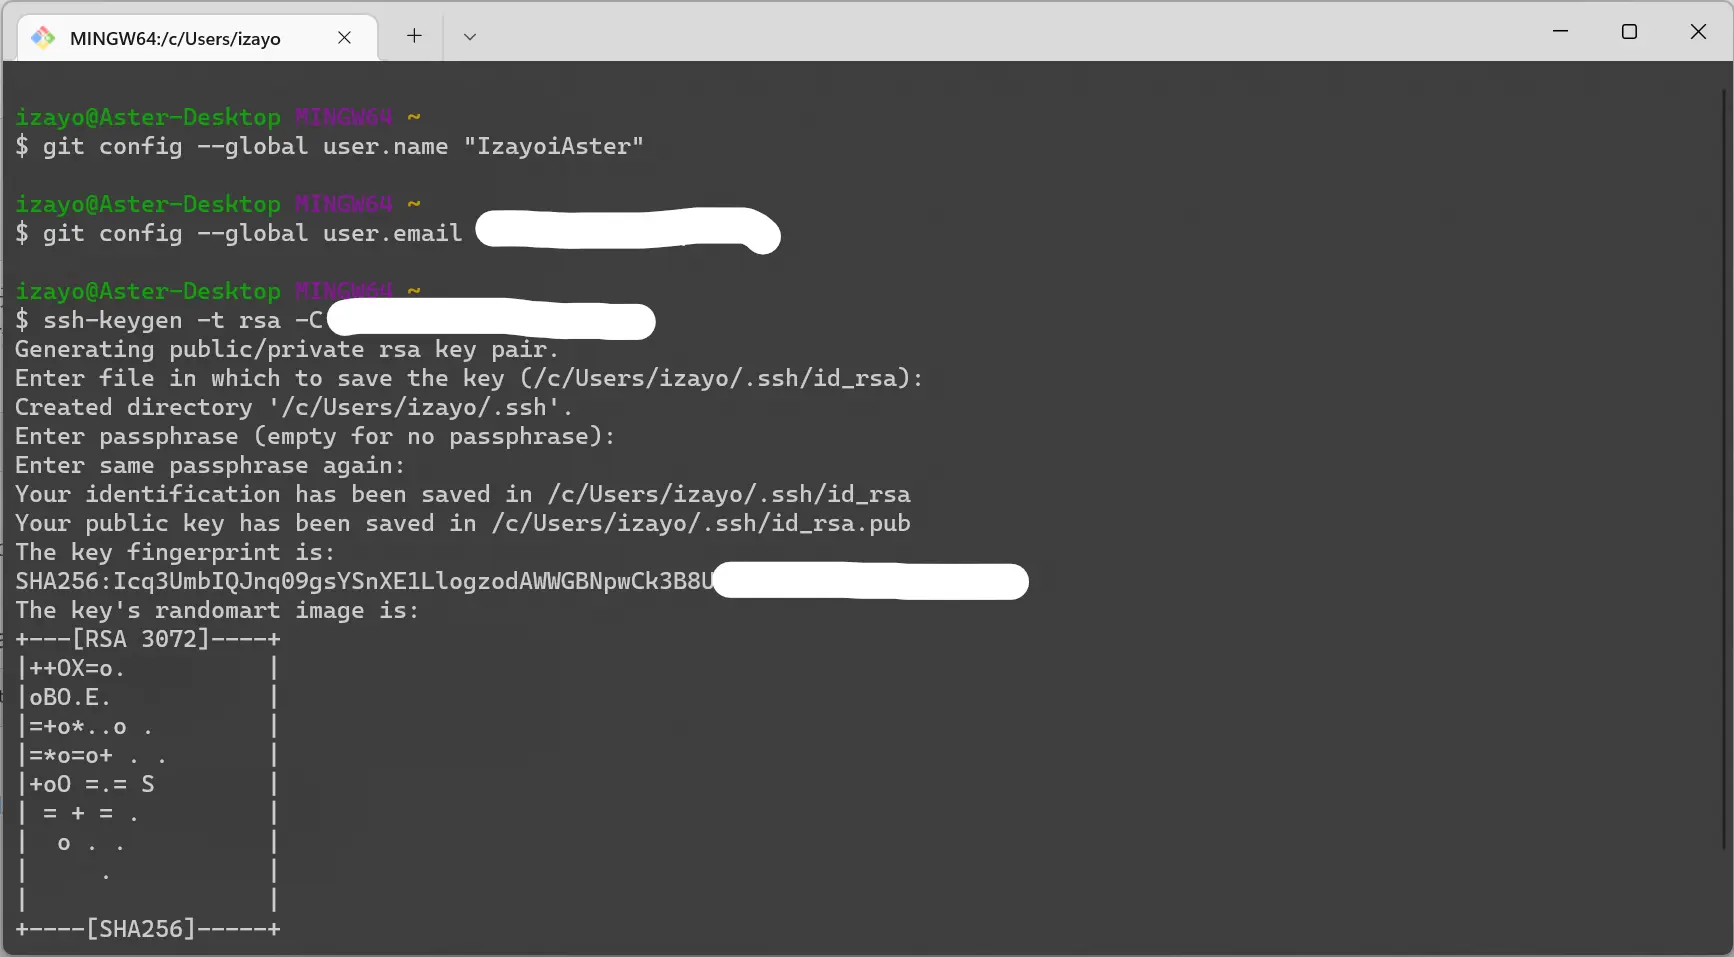 MINGW64:/c/Users/izayo
izayo@Aster-Desktop MINGW64 ~
$ git config --global user.name "IzayoiAster"
izayo@Aster-Desktop MINGW64 ~
$ git config --global user.email
izayo@Aster-Desktop MINGW64 ~
$ ssh-keygen -t rsa -C
Generating public/private rsa key pair.
Enter file in which to save the key (/c/Users/izayo/.ssh/id_rsa):
Created directory '/c/Users/izayo/.ssh'.
Enter passphrase (empty for no passphrase):
Enter same passphrase again:
Your identification has been saved in /c/Users/izayo/.ssh/id_rsa
Your public key has been saved in /c/Users/izayo/.ssh/id_rsa.pub
The key fingerprint is:
SHA256:Icq3UmbIQJnq09gsYSnXE1LlogzodAWWGBNpwCk3B8U
The key's randomart image is:
+---[RSA 3072]----+
|++OX=o.          |
|oBO.E.           |
|=+o*..o .        |
|=*o=o+ . .       |
|+oO =.= S        |
| = + = .         |
|  o . .          |
|     .           |
|                 |
+----[SHA256]-----+